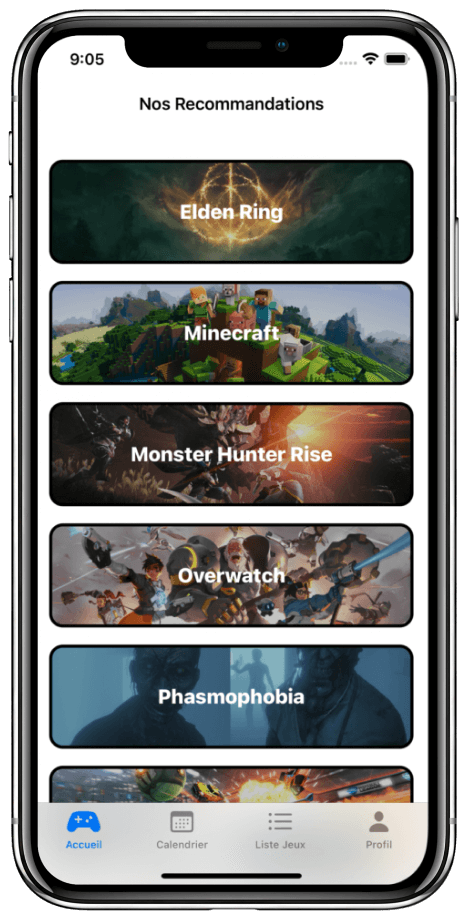 9:05
Nos Recommandations
Elden Ring
Minecraft
Monster Hunter Rise
Overwatch
Phasmophobia
Accueil
Calendrier
Liste Jeux
Profil